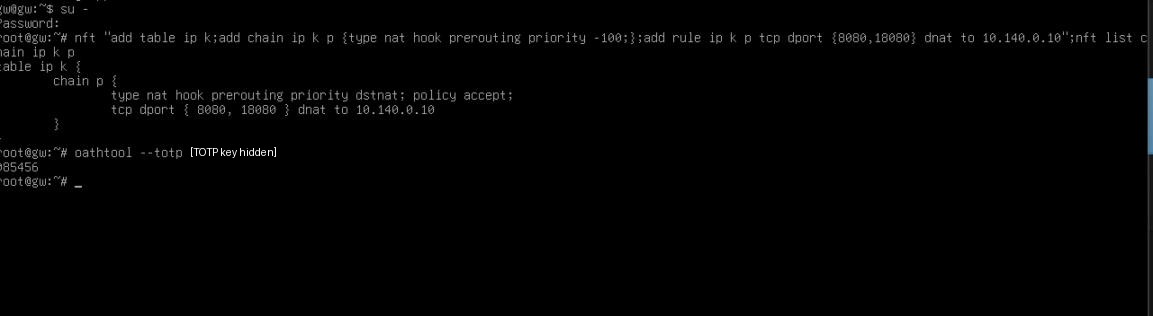 gw@gw:~$ su -
Password:
root@gw:~# nft "add table ip k;add chain ip k p {type nat hook prerouting priority -100;};add rule ip k p tcp dport {8080,18080} dnat to 10.140.0.10";nft list c
hain ip k p
table ip k {
chain p {
type nat hook prerouting priority dstnat; policy accept;
tcp dport { 8080, 18080 } dnat to 10.140.0.10
}
}
root@gw:~# oathtool --totp [TOTP key hidden]
085456
root@gw:~# _